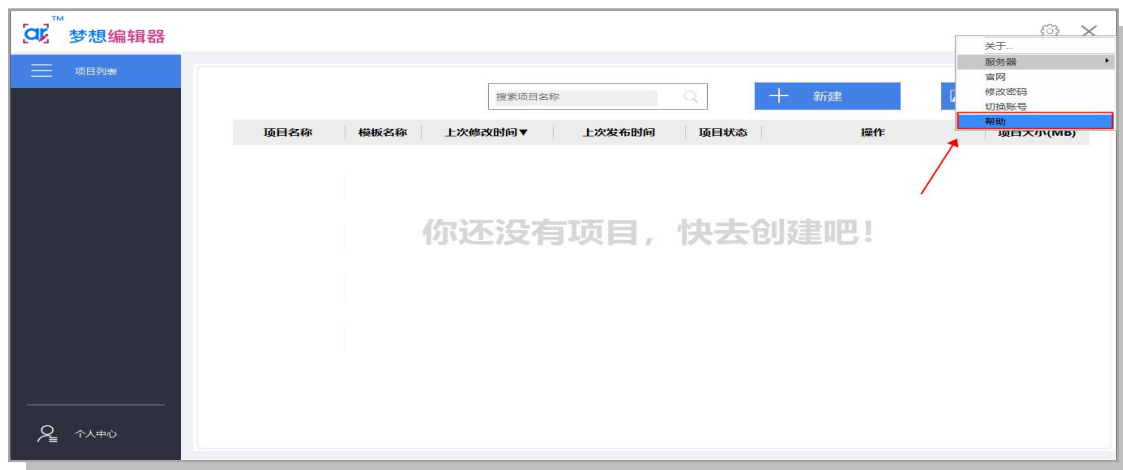 ar TM 梦想编辑器
关于...
服务器
官网
修改密码
切换账号
帮助
项目列表
搜索项目名称
新建
项目名称 模板名称 上次修改时间▼ 上次发布时间 项目状态 操作 项目大小(MB)
你还没有项目，快去创建吧！
个人中心